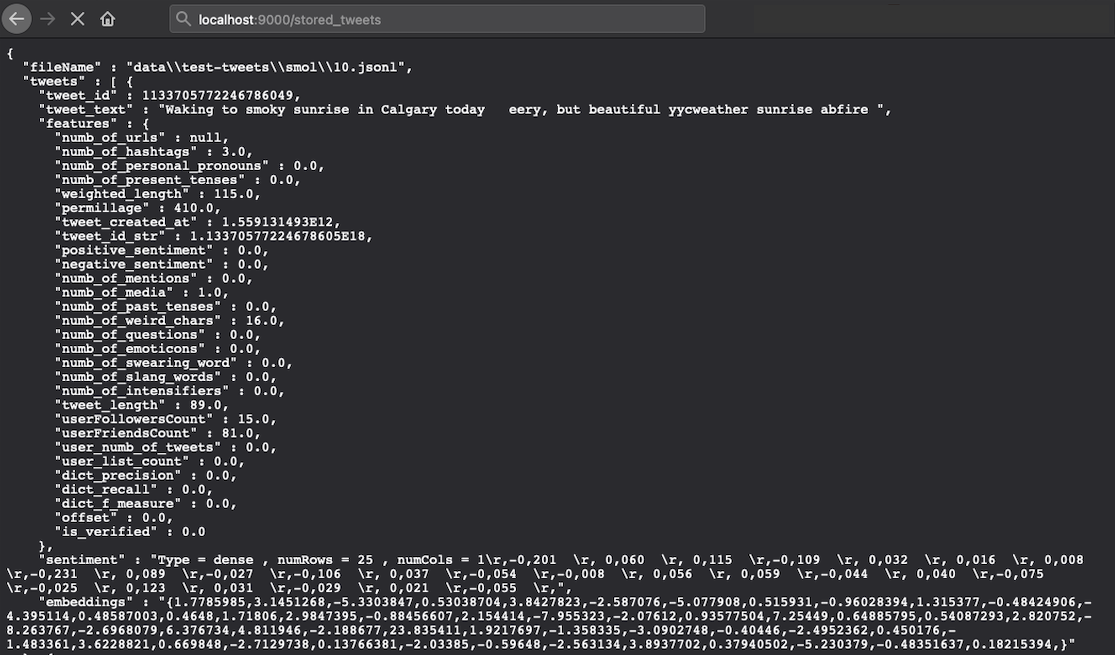 localhost:9000/stored_tweets
{
"fileName" : "data\\test-tweets\\smol\\10.jsonl",
"tweets" : [ {
"tweet_id" : 1133705772246786049,
"tweet_text" : "Waking to smoky sunrise in Calgary today   eery, but beautiful yycweather sunrise abfire ",
"features" : {
"numb_of_urls" : null,
"numb_of_hashtags" : 3.0,
"numb_of_personal_pronouns" : 0.0,
"numb_of_present_tenses" : 0.0,
"weighted_length" : 115.0,
"permillage" : 410.0,
"tweet_created_at" : 1.559131493E12,
"tweet_id_str" : 1.13370577224678605E18,
"positive_sentiment" : 0.0,
"negative_sentiment" : 0.0,
"numb_of_mentions" : 0.0,
"numb_of_media" : 1.0,
"numb_of_past_tenses" : 0.0,
"numb_of_weird_chars" : 16.0,
"numb_of_questions" : 0.0,
"numb_of_emoticons" : 0.0,
"numb_of_swearing_word" : 0.0,
"numb_of_slang_words" : 0.0,
"numb_of_intensifiers" : 0.0,
"tweet_length" : 89.0,
"userFollowersCount" : 15.0,
"userFriendsCount" : 81.0,
"user_numb_of_tweets" : 0.0,
"user_list_count" : 0.0,
"dict_precision" : 0.0,
"dict_recall" : 0.0,
"dict_f_measure" : 0.0,
"offset" : 0.0,
"is_verified" : 0.0
},
"sentiment" : "Type = dense , numRows = 25 , numCols = 1\r,-0,201  \r, 0,060  \r, 0,115  \r,-0,109  \r, 0,032  \r, 0,016  \r, 0,008
\r,-0,231  \r, 0,089  \r,-0,027  \r,-0,106  \r, 0,037  \r,-0,054  \r,-0,008  \r, 0,056  \r, 0,059  \r,-0,044  \r, 0,040  \r,-0,075
\r,-0,025  \r, 0,123  \r, 0,031  \r,-0,029  \r, 0,021  \r,-0,055  \r,",
"embeddings" : "{1.7785985,3.1451268,-5.3303847,0.53038704,3.8427823,-2.587076,-5.077908,0.515931,-0.96028394,1.315377,-0.48424906,-
4.395114,0.48587003,0.4648,1.71806,2.9847395,-0.88456607,2.154414,-7.955323,-2.07612,0.93577504,7.25449,0.64885795,0.54087293,2.820752,-
8.263767,-2.6968079,6.376734,4.811946,-2.188677,23.835411,1.9217697,-1.358335,-3.0902748,-0.40446,-2.4952362,0.450176,-
1.483361,3.6228821,0.669848,-2.7129738,0.13766381,-2.03385,-0.59648,-2.563134,3.8937702,0.37940502,-5.230379,-0.48351637,0.18215394,}"